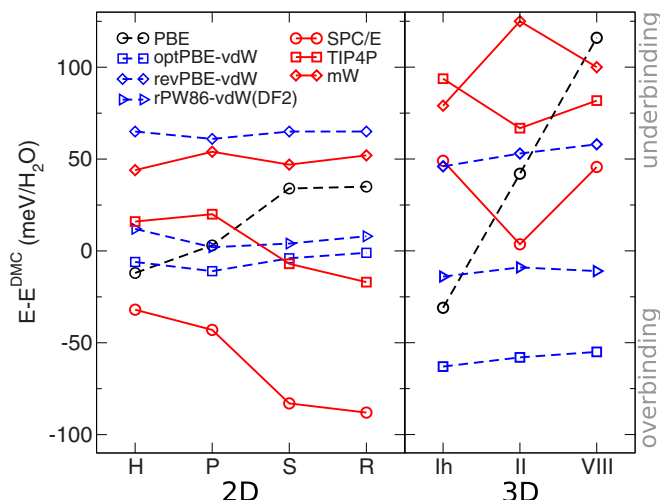 PBE
optPBE-vdW
revPBE-vdW
rPW86-vdW(DF2)
SPC/E
TIP4P
mW
E-E^DMC (meV/H₂O)
100
50
0
-50
-100
H P S R
2D
Ih II VIII
3D
underbinding
overbinding